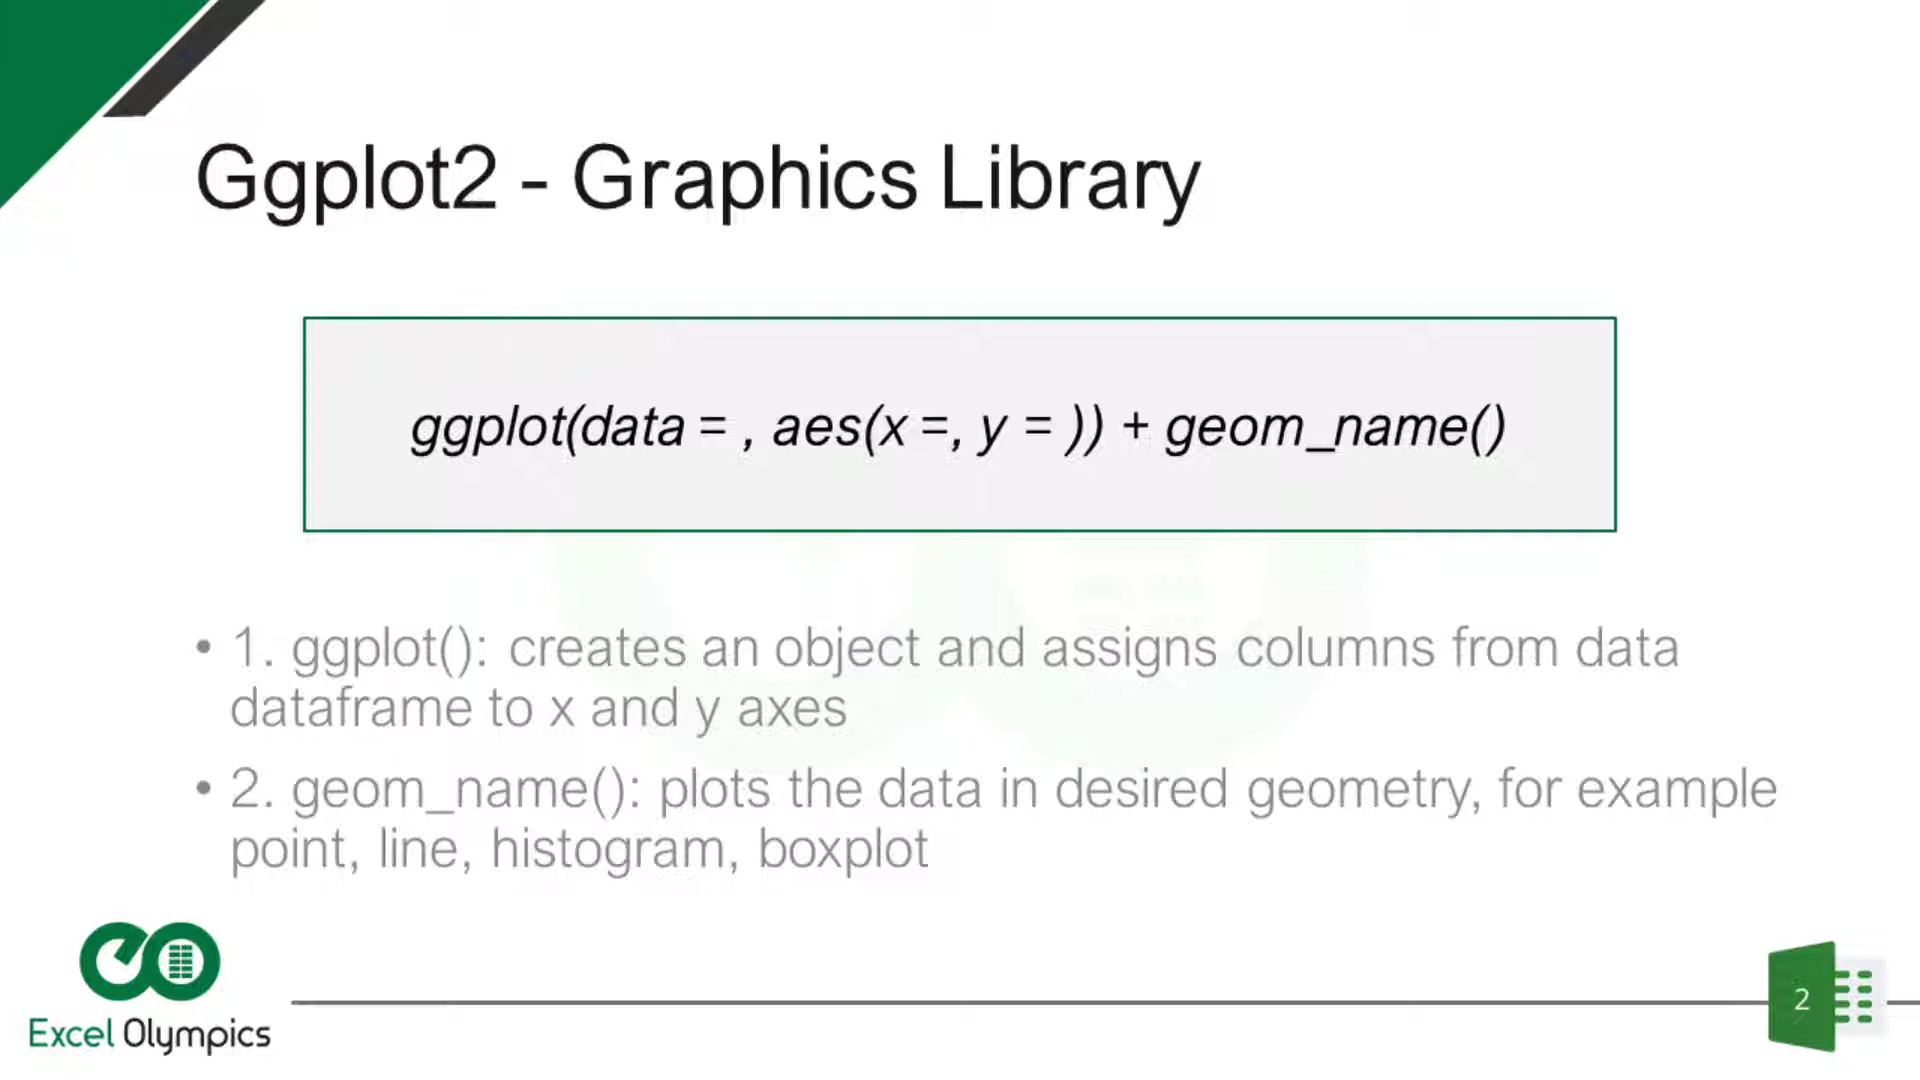 Ggplot2 - Graphics Library
ggplot(data = , aes(x =, y = )) + geom_name()
• 1. ggplot(): creates an object and assigns columns from data
dataframe to x and y axes
• 2. geom_name(): plots the data in desired geometry, for example
point, line, histogram, boxplot
Excel Olympics
2